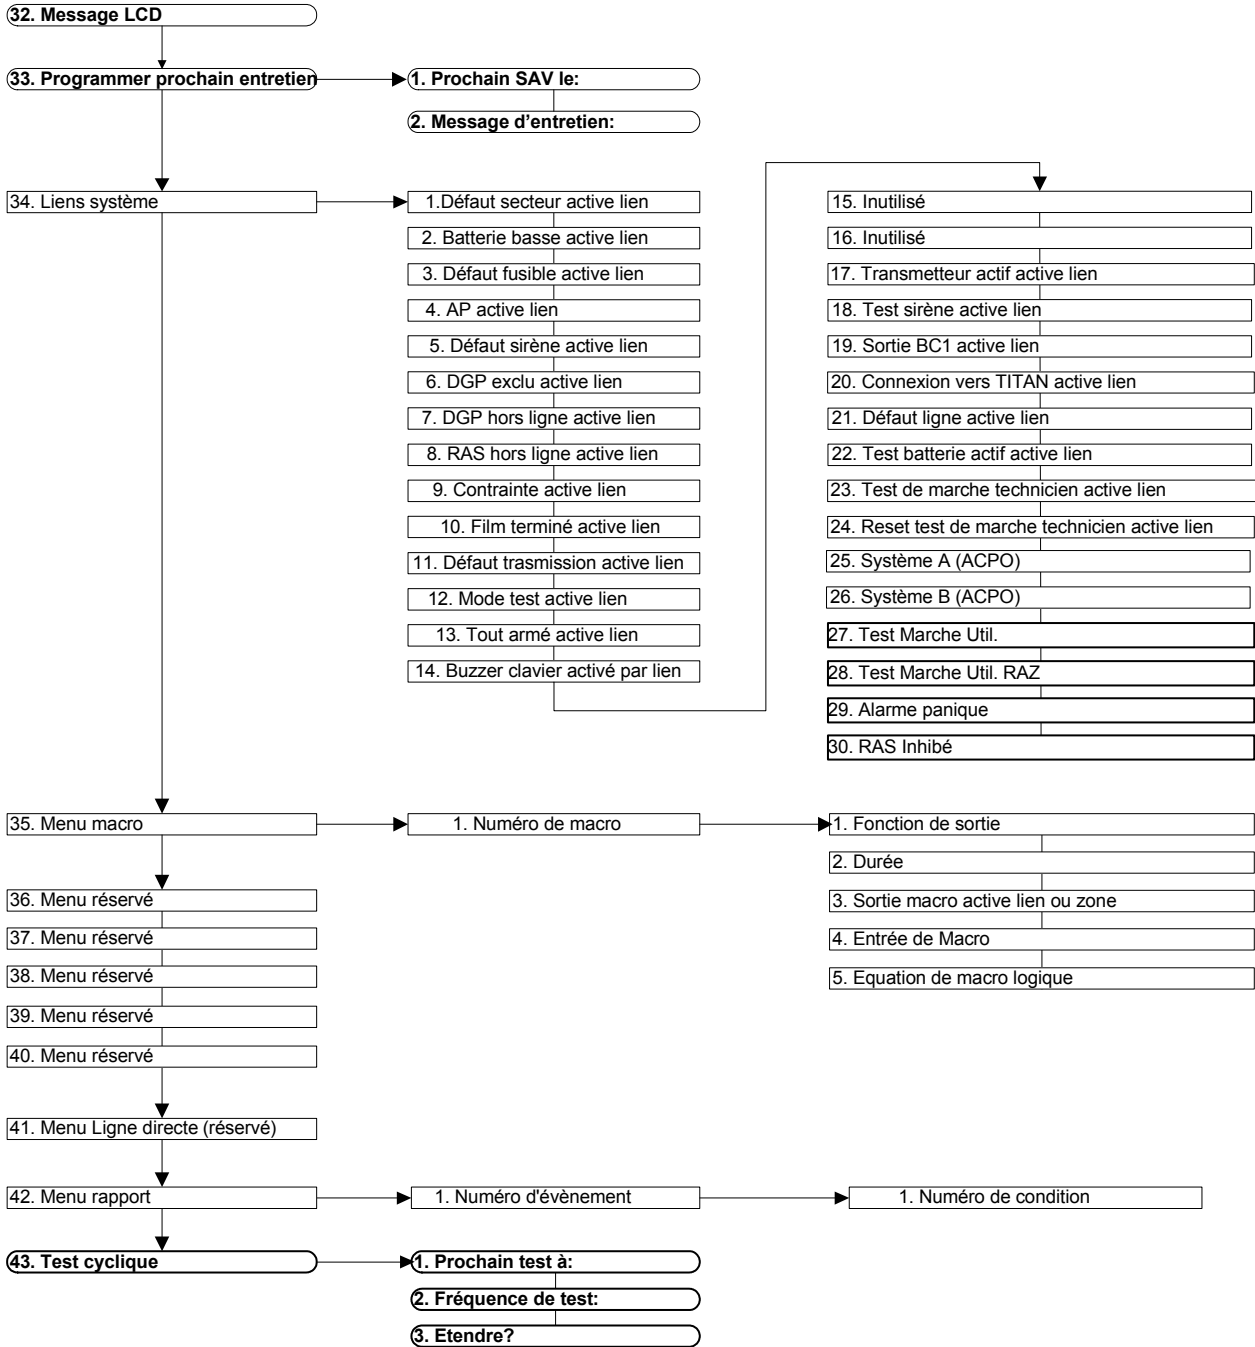 32. Message LCD
33. Programmer prochain entretien
1. Prochain SAV le:
2. Message d'entretien:
34. Liens système
1.Défaut secteur active lien
2. Batterie basse active lien
3. Défaut fusible active lien
4. AP active lien
5. Défaut sirène active lien
6. DGP exclu active lien
7. DGP hors ligne active lien
8. RAS hors ligne active lien
9. Contrainte active lien
10. Film terminé active lien
11. Défaut trasmission active lien
12. Mode test active lien
13. Tout armé active lien
14. Buzzer clavier activé par lien
15. Inutilisé
16. Inutilisé
17. Transmetteur actif active lien
18. Test sirène active lien
19. Sortie BC1 active lien
20. Connexion vers TITAN active lien
21. Défaut ligne active lien
22. Test batterie actif active lien
23. Test de marche technicien active lien
24. Reset test de marche technicien active lien
25. Système A (ACPO)
26. Système B (ACPO)
27. Test Marche Util.
28. Test Marche Util. RAZ
29. Alarme panique
30. RAS Inhibé
35. Menu macro
1. Numéro de macro
1. Fonction de sortie
2. Durée
3. Sortie macro active lien ou zone
4. Entrée de Macro
5. Equation de macro logique
36. Menu réservé
37. Menu réservé
38. Menu réservé
39. Menu réservé
40. Menu réservé
41. Menu Ligne directe (réservé)
42. Menu rapport
1. Numéro d'évènement
1. Numéro de condition
43. Test cyclique
1. Prochain test à:
2. Fréquence de test:
3. Etendre?